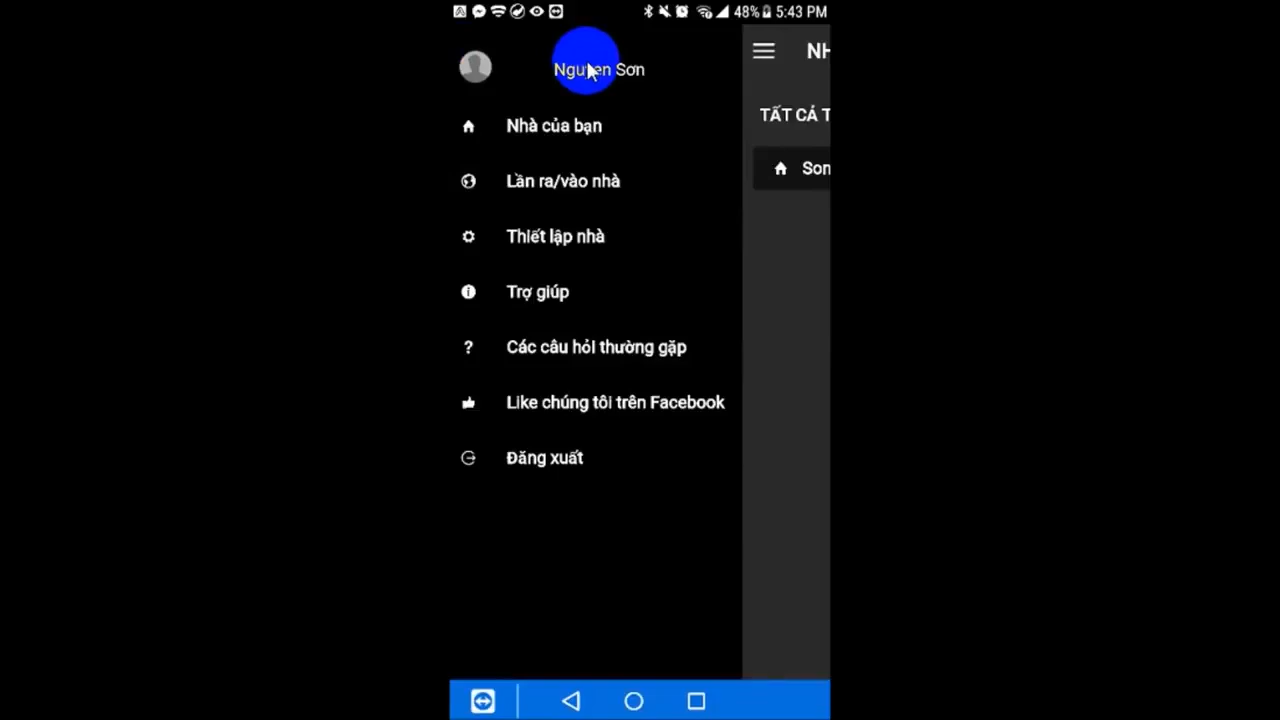 48% 5:43 PM
Nguyen Sơn
Nhà của bạn
Lần ra/vào nhà
Thiết lập nhà
Trợ giúp
Các câu hỏi thường gặp
Like chúng tôi trên Facebook
Đăng xuất
NH
TẤT CẢ T
Son